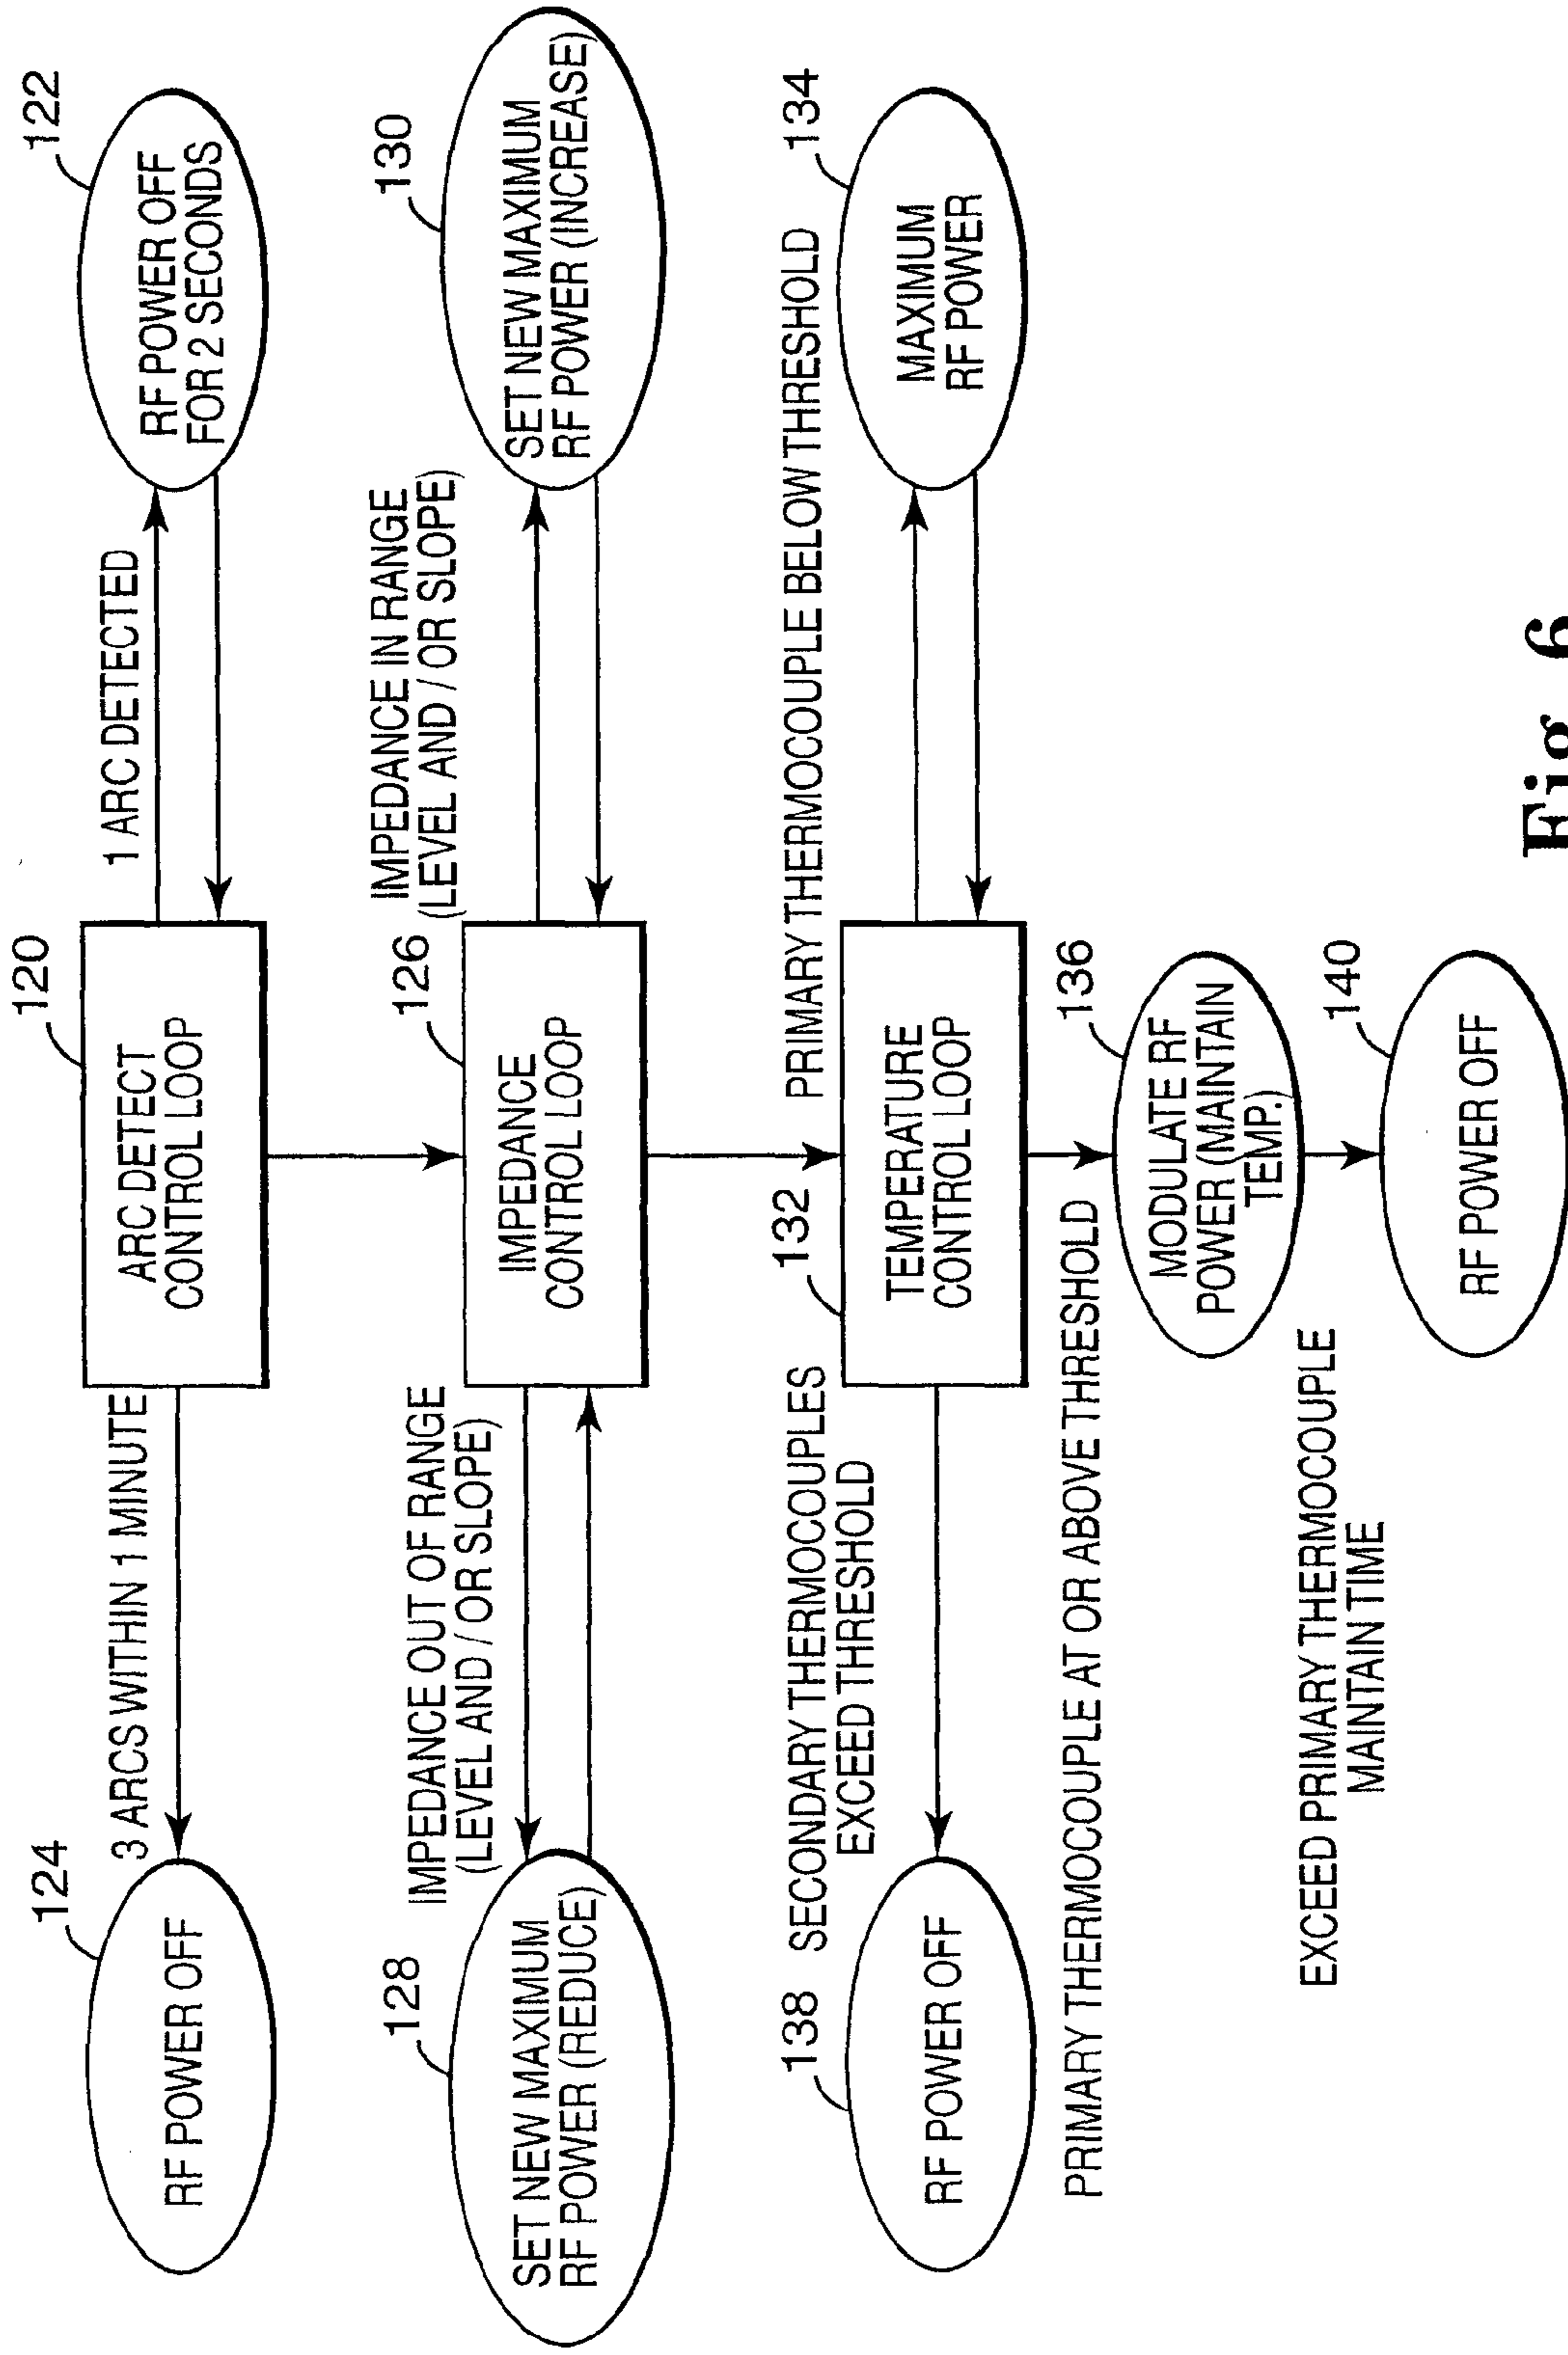 124
RF POWER OFF
3 ARCS WITHIN 1 MINUTE
120
ARC DETECT
CONTROL LOOP
1 ARC DETECTED
122
RF POWER OFF
FOR 2 SECONDS
128
SET NEW MAXIMUM
RF POWER (REDUCE)
IMPEDANCE OUT OF RANGE
(LEVEL AND / OR SLOPE)
126
IMPEDANCE
CONTROL LOOP
IMPEDANCE IN RANGE
(LEVEL AND / OR SLOPE)
130
SET NEW MAXIMUM
RF POWER (INCREASE)
138
RF POWER OFF
SECONDARY THERMOCOUPLES
EXCEED THRESHOLD
132
TEMPERATURE
CONTROL LOOP
PRIMARY THERMOCOUPLE BELOW THRESHOLD
134
MAXIMUM
RF POWER
PRIMARY THERMOCOUPLE AT OR ABOVE THRESHOLD
136
MODULATE RF
POWER (MAINTAIN
TEMP.)
EXCEED PRIMARY THERMOCOUPLE
MAINTAIN TIME
140
RF POWER OFF
Fig. 6